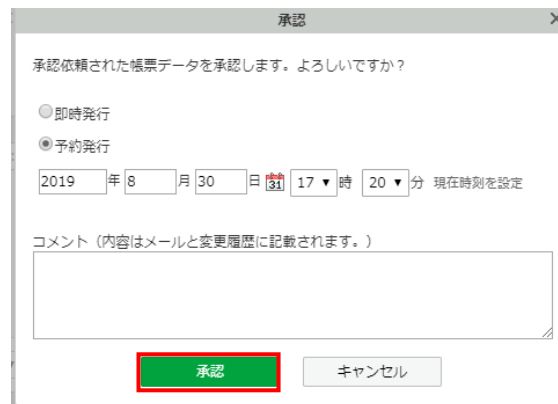 承認
承認依頼された帳票データを承認します。よろしいですか？
即時発行
予約発行
2019 年 8 月 30 日 31 17 ▼ 時 20 ▼ 分 現在時刻を設定
コメント（内容はメールと変更履歴に記載されます。）
承認 キャンセル